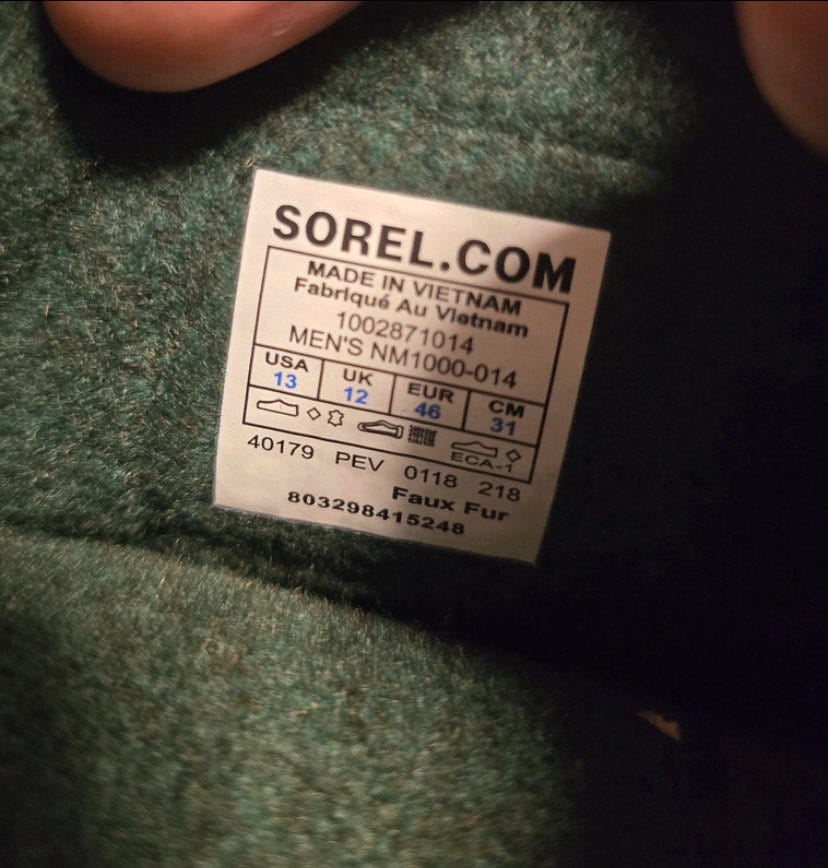 SOREL.COM
MADE IN VIETNAM
Fabriqué Au Vietnam
1002871014
MEN'S NM1000-014
USA UK EUR CM
13 12 46 31
ECA-1
40179 PEV 0118 218
Faux Fur
803298415248